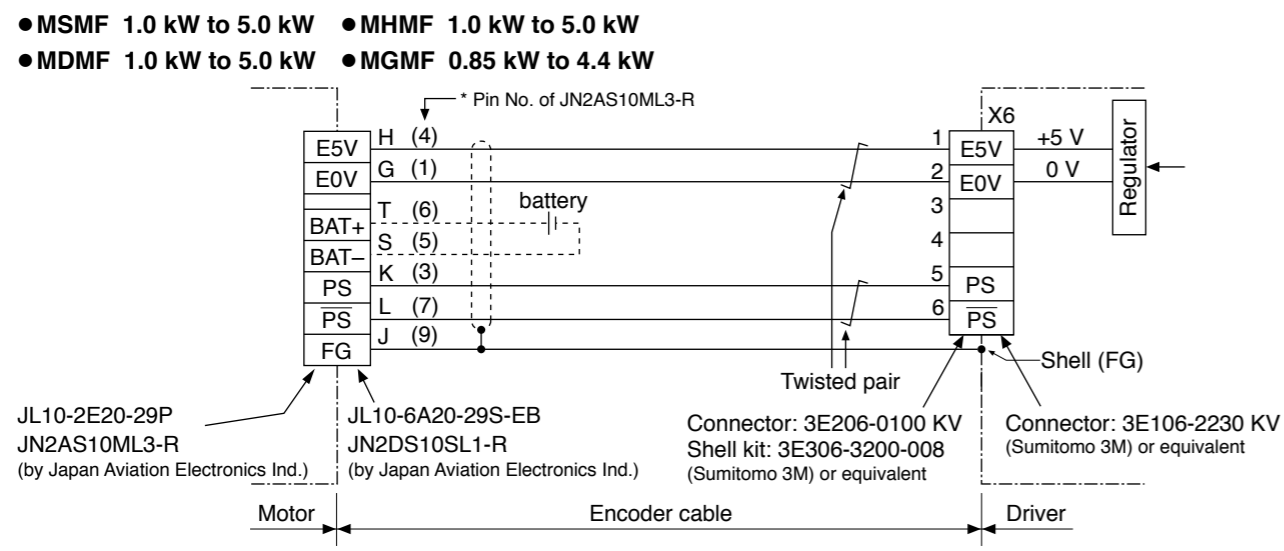 ●MSMF 1.0 kW to 5.0 kW ●MHMF 1.0 kW to 5.0 kW
●MDMF 1.0 kW to 5.0 kW ●MGMF 0.85 kW to 4.4 kW
* Pin No. of JN2AS10ML3-R
X6
E5V H (4) 1 E5V +5 V
E0V G (1) 2 E0V 0 V
Regulator
battery
3
BAT+ T (6)
4
BAT– S (5)
PS K (3) 5 PS
P̅S̅ L (7) 6 P̅S̅
FG J (9)
Shell (FG)
Twisted pair
JL10-2E20-29P
JN2AS10ML3-R
(by Japan Aviation Electronics Ind.)
JL10-6A20-29S-EB
JN2DS10SL1-R
(by Japan Aviation Electronics Ind.)
Connector: 3E206-0100 KV
Shell kit: 3E306-3200-008
(Sumitomo 3M) or equivalent
Connector: 3E106-2230 KV
(Sumitomo 3M) or equivalent
Motor Encoder cable Driver